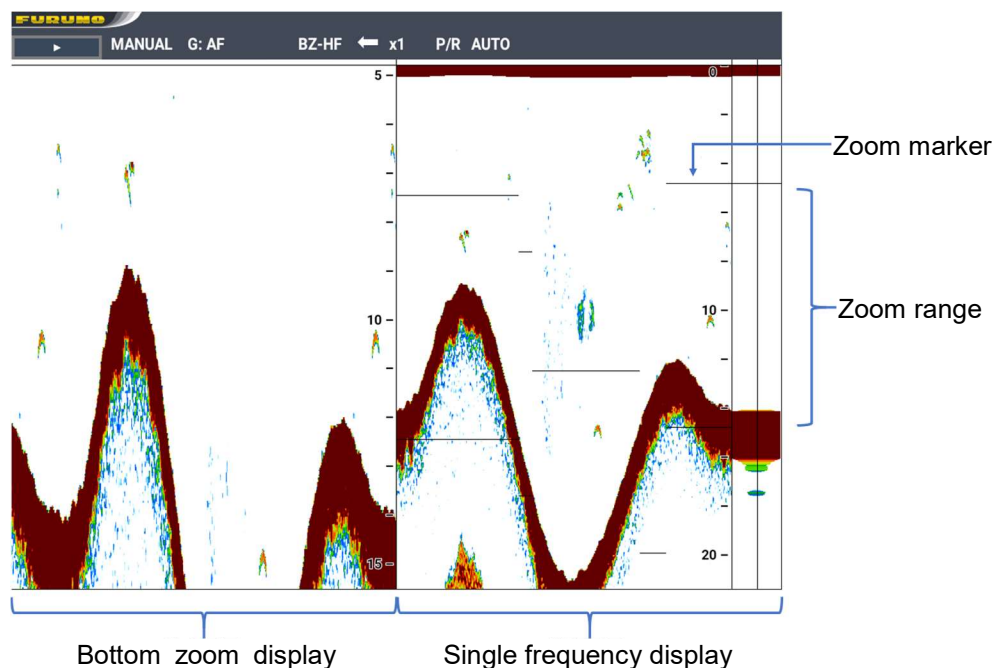 FURUNO
MANUAL G: AF BZ-HF x1 P/R AUTO
5
0
Zoom marker
10
10
Zoom range
15
20
Bottom zoom display
Single frequency display